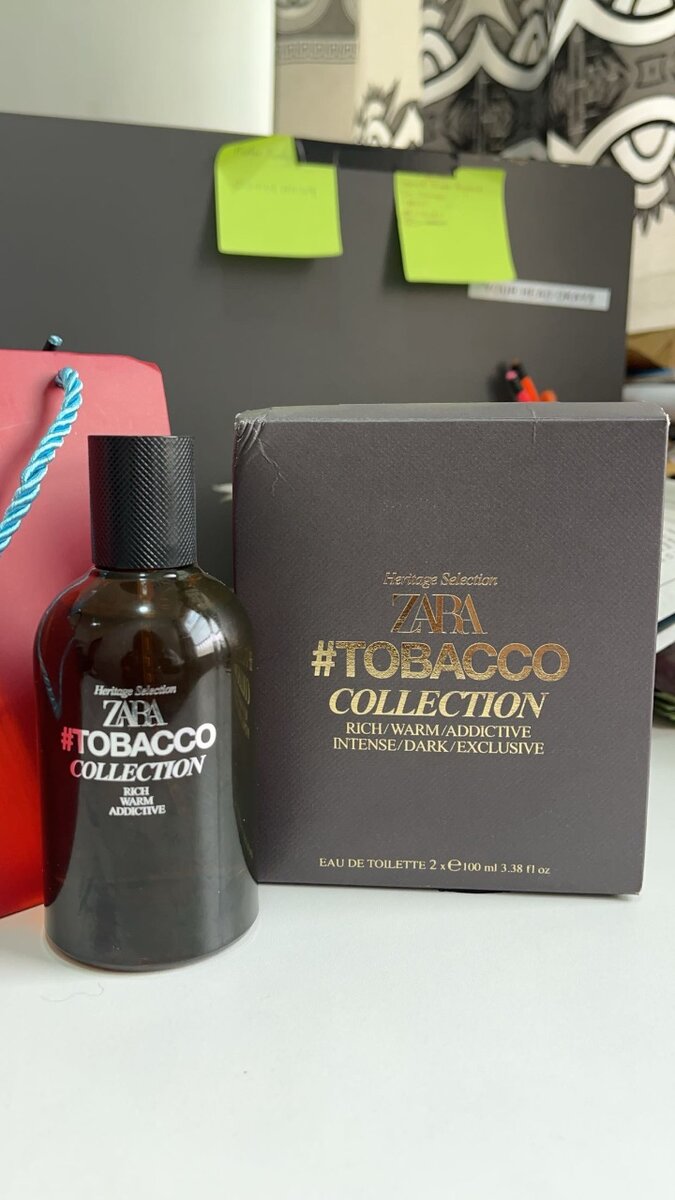 Heritage Selection
ZARA
#TOBACCO
COLLECTION
RICH
WARM
ADDICTIVE
Heritage Selection
ZARA
#TOBACCO
COLLECTION
RICH/WARM/ADDICTIVE
INTENSE/DARK/EXCLUSIVE
EAU DE TOILETTE 2 x ℮100 ml 3.38 fl oz